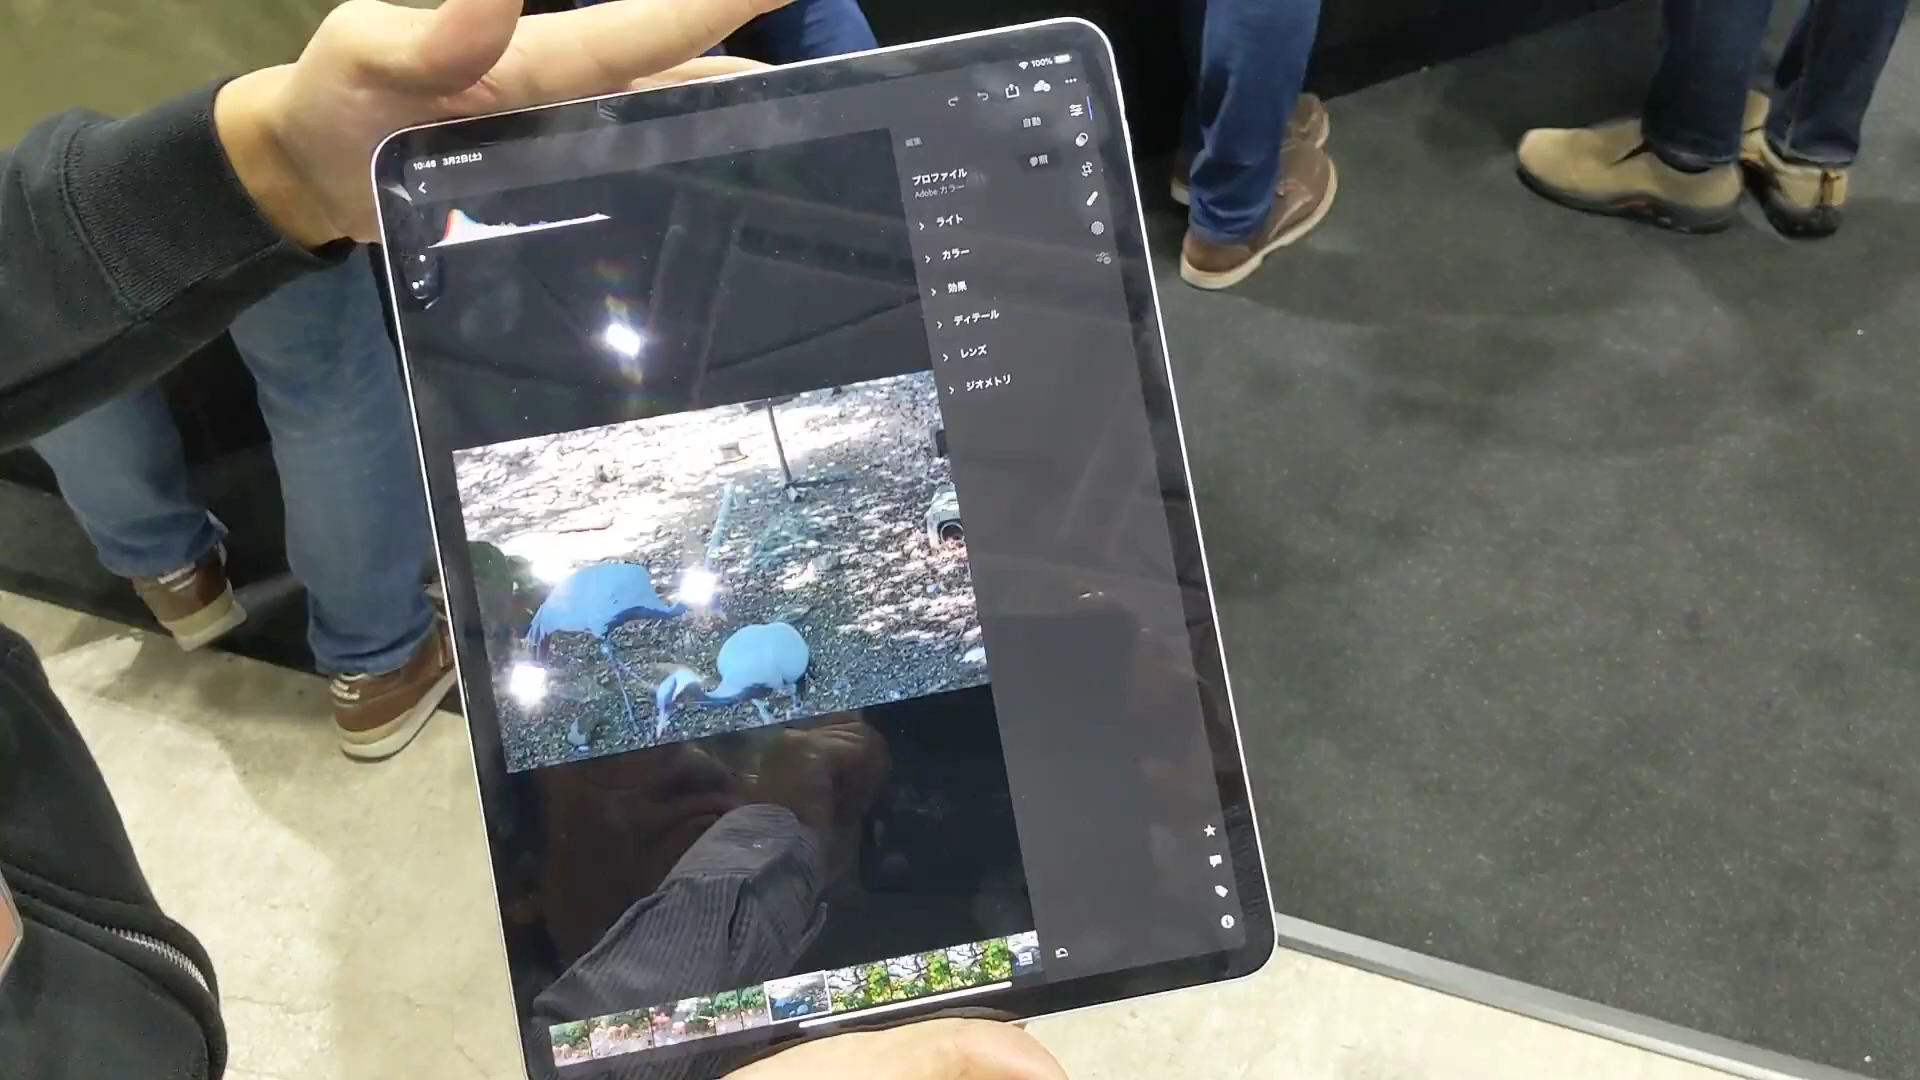 10:46 3月2日(土)
100%
自動
編集
参照
プロファイル
Adobe カラー
ライト
カラー
効果
ディテール
レンズ
ジオメトリ